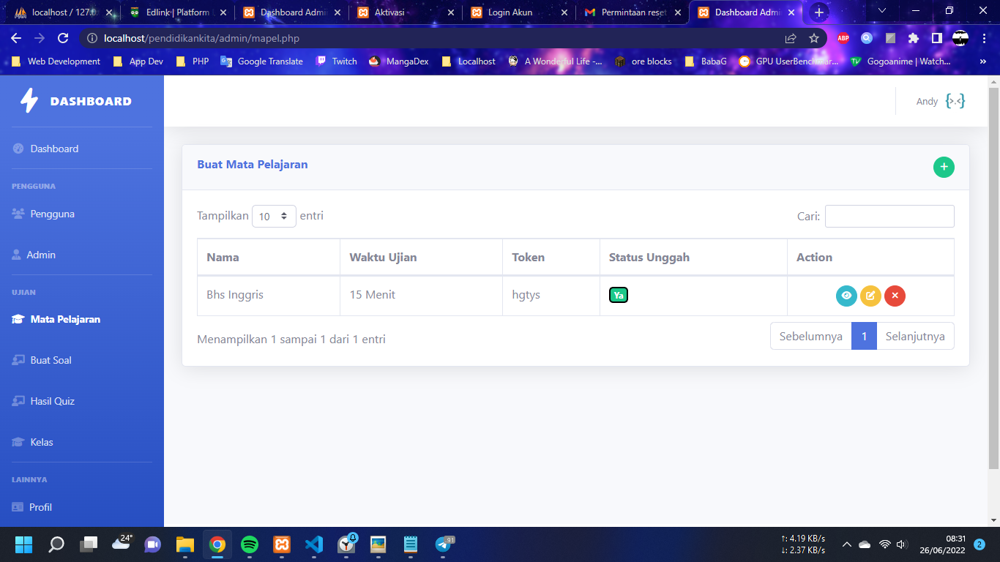 localhost / 127.0
Edlink | Platform
Dashboard Admi
Aktivasi
Login Akun
Permintaan reset
Dashboard Admi
localhost/pendidikankita/admin/mapel.php
ABP
Web Development App Dev PHP Google Translate Twitch MangaDex Localhost A Wonderful Life -... ore blocks BabaG GPU UserBenchmar... Gogoanime | Watch... »
DASHBOARD
Andy {>.<}
Dashboard
PENGGUNA
Pengguna
Admin
UJIAN
Mata Pelajaran
Buat Soal
Hasil Quiz
Kelas
LAINNYA
Profil
Buat Mata Pelajaran +
Tampilkan 10 entri Cari:
Nama Waktu Ujian Token Status Unggah Action
Bhs Inggris 15 Menit hgtys Ya
Menampilkan 1 sampai 1 dari 1 entri Sebelumnya 1 Selanjutnya
24°
91
↑: 4.19 KB/s
↓: 2.37 KB/s
08:31
26/06/2022
2